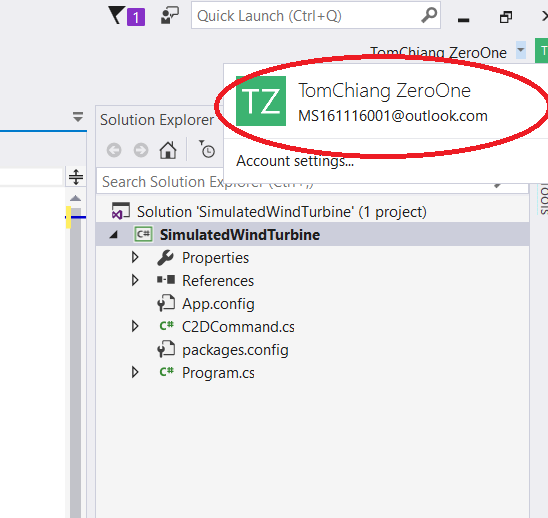 1
Quick Launch (Ctrl+Q)
TomChiang ZeroOne
TZ
TZ
TomChiang ZeroOne
MS161116001@outlook.com
Account settings...
Solution Explorer
Search Solution Explorer (Ctrl+;)
Solution 'SimulatedWindTurbine' (1 project)
C# SimulatedWindTurbine
Properties
References
App.config
C# C2DCommand.cs
packages.config
C# Program.cs